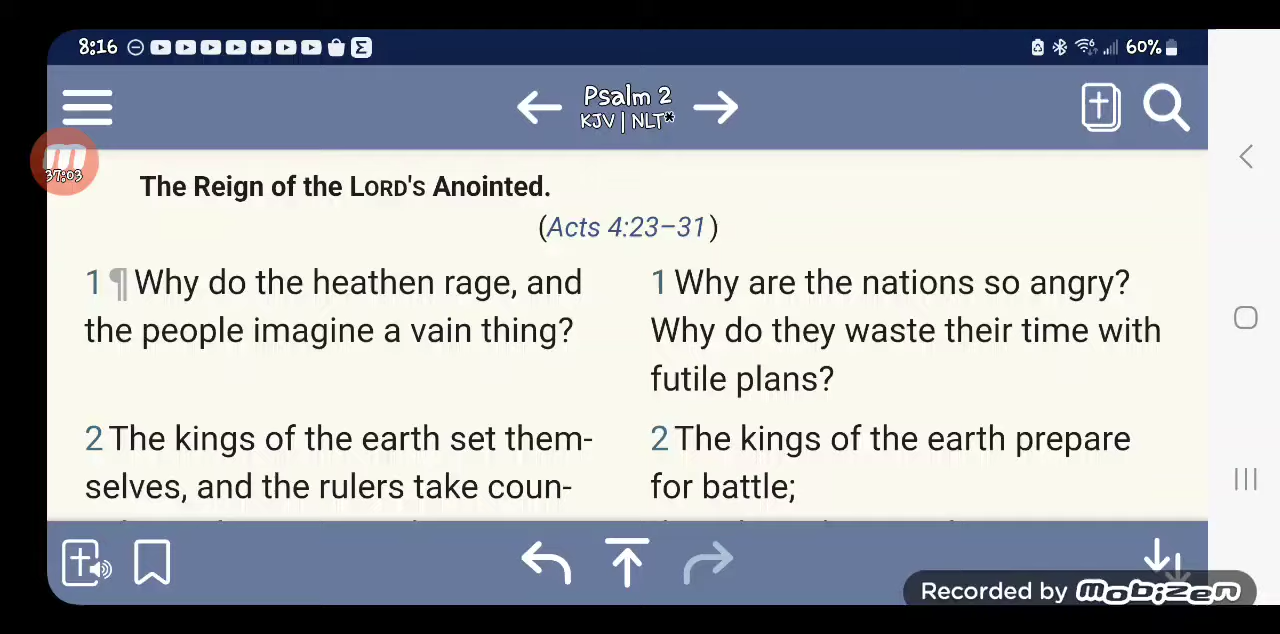 8:16
60%
Psalm 2
KJV | NLT*
37:03
The Reign of the LORD'S Anointed.
(Acts 4:23–31)
1 ¶ Why do the heathen rage, and
the people imagine a vain thing?
2 The kings of the earth set them-
selves, and the rulers take coun-
1 Why are the nations so angry?
Why do they waste their time with
futile plans?
2 The kings of the earth prepare
for battle;
Recorded by Mobizen